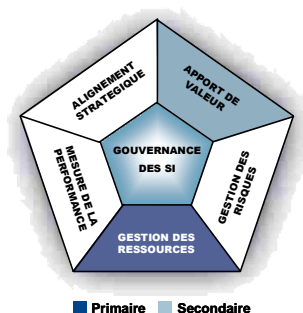 ALIGNEMENT
STRATEGIQUE
APPORT DE
VALEUR
GOUVERNANCE
DES SI
MESURE DE LA
PERFORMANCE
GESTION DES
RISQUES
GESTION DES
RESSOURCES
Primaire Secondaire